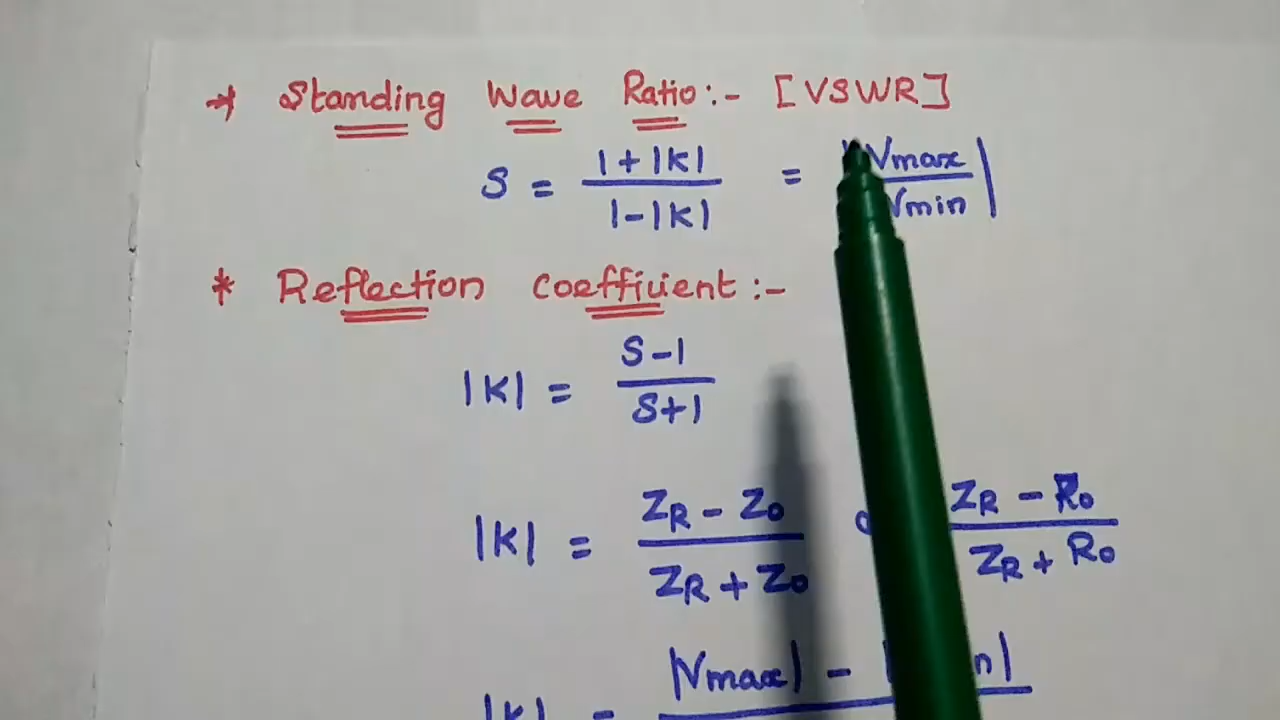 * Standing Wave Ratio:- [VSWR]
S = 1+|K| / 1-|K| = Vmax / Vmin|
* Reflection coefficient :-
|K| = S-1 / S+1
|K| = ZR - Z0 / ZR + Z0 ZR - R0 / ZR + R0
|K| = |Vmax| -